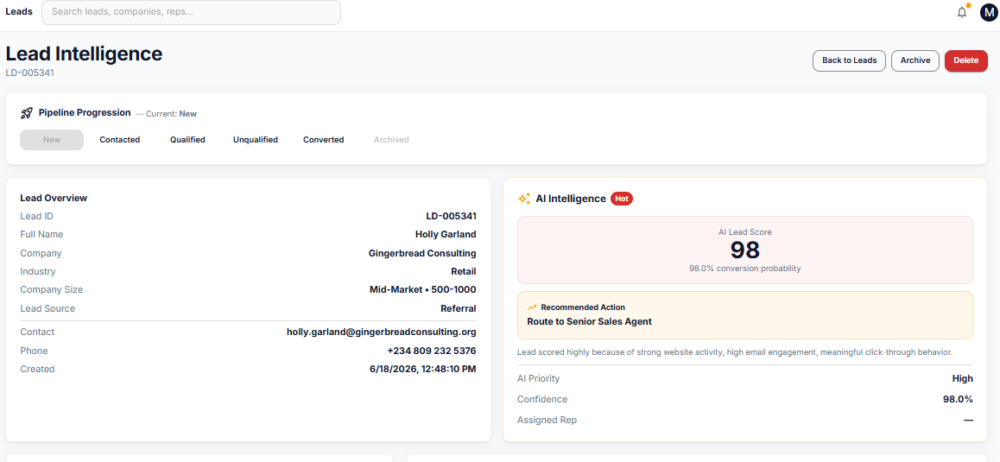 Leads
Search leads, companies, reps...
M
Lead Intelligence
LD-005341
Back to Leads
Archive
Delete
Pipeline Progression — Current: New
New
Contacted
Qualified
Unqualified
Converted
Archived
Lead Overview
Lead ID LD-005341
Full Name Holly Garland
Company Gingerbread Consulting
Industry Retail
Company Size Mid-Market • 500-1000
Lead Source Referral
Contact holly.garland@gingerbreadconsulting.org
Phone +234 809 232 5376
Created 6/18/2026, 12:48:10 PM
AI Intelligence Hot
AI Lead Score
98
98.0% conversion probability
Recommended Action
Route to Senior Sales Agent
Lead scored highly because of strong website activity, high email engagement, meaningful click-through behavior.
AI Priority High
Confidence 98.0%
Assigned Rep —